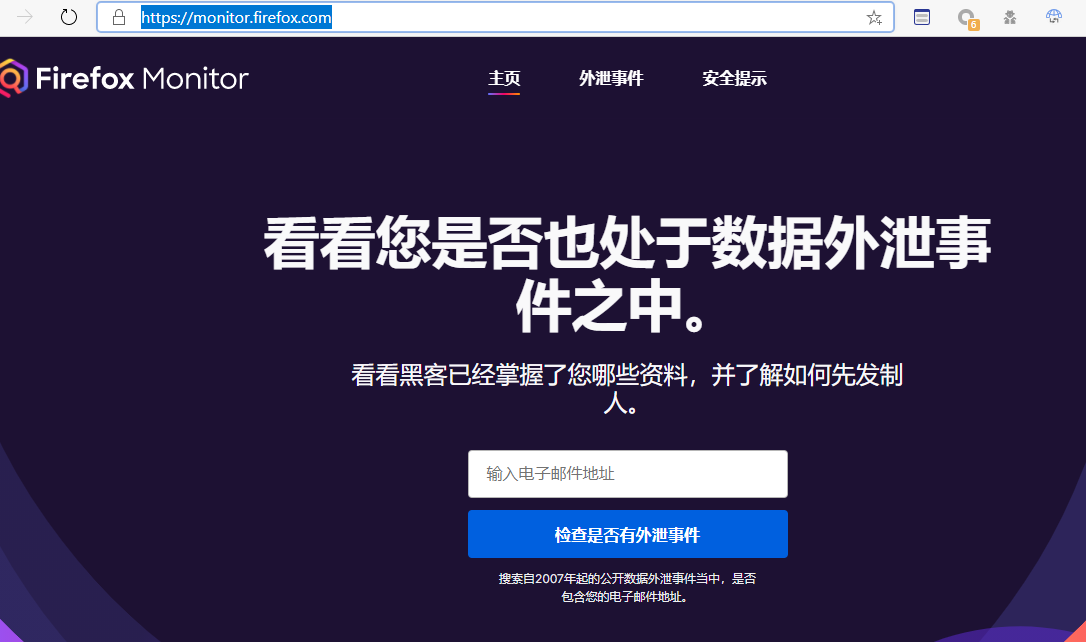 https://monitor.firefox.com
6
Firefox Monitor
主页 外泄事件 安全提示
看看您是否也处于数据外泄事
件之中。
看看黑客已经掌握了您哪些资料，并了解如何先发制
人。
输入电子邮件地址
检查是否有外泄事件
搜索自2007年起的公开数据外泄事件当中，是否
包含您的电子邮件地址。